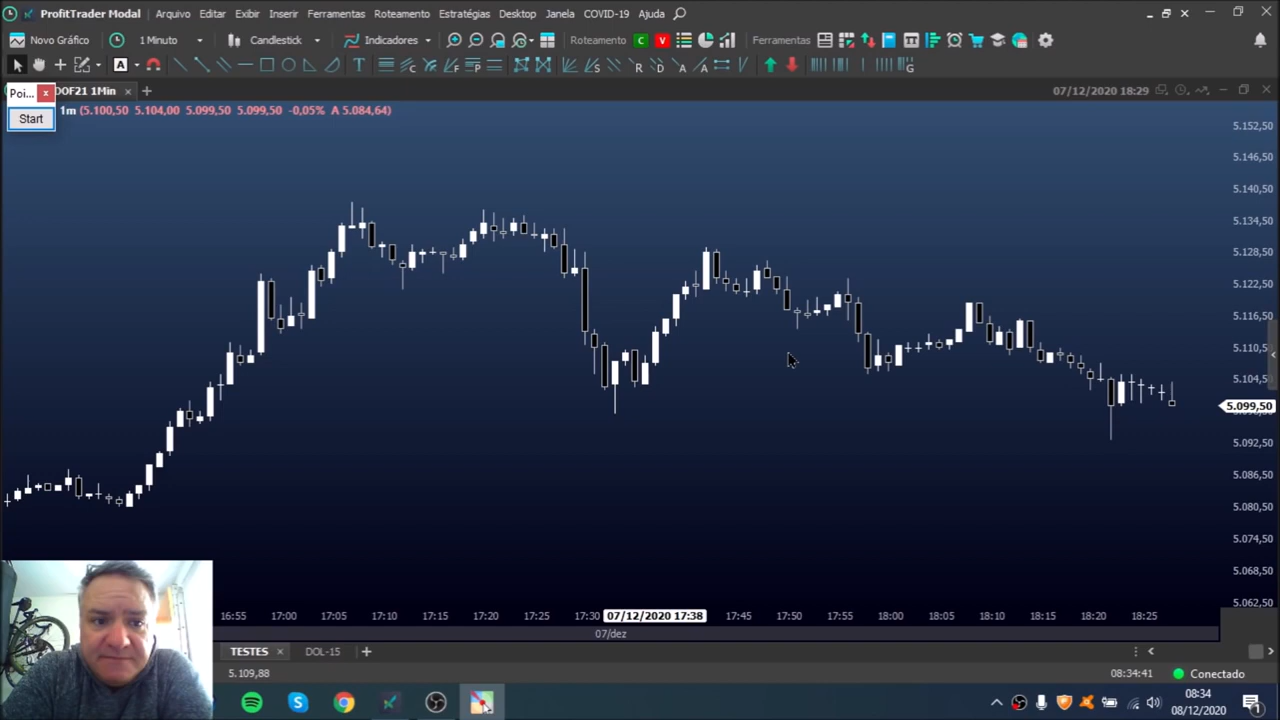 ProfitTrader Modal Arquivo Editar Exibir Inserir Ferramentas Roteamento Estratégias Desktop Janela COVID-19 Ajuda
Novo Gráfico 1 Minuto Candlestick Indicadores Roteamento C V Ferramentas
Poi... x DOF21 1Min 07/12/2020 18:29
Start 1m (5.100,50 5.104,00 5.099,50 5.099,50 -0,05% A 5.084,64)
5.152,50
5.146,50
5.140,50
5.134,50
5.128,50
5.122,50
5.116,50
5.110,50
5.104,50
5.099,50
5.092,50
5.086,50
5.080,50
5.074,50
5.068,50
5.062,50
16:55 17:00 17:05 17:10 17:15 17:20 17:25 17:30 07/12/2020 17:38 17:45 17:50 17:55 18:00 18:05 18:10 18:15 18:20 18:25
07/dez
TESTES DOL-15
5.109,88 08:34:41 Conectado
08:34
08/12/2020